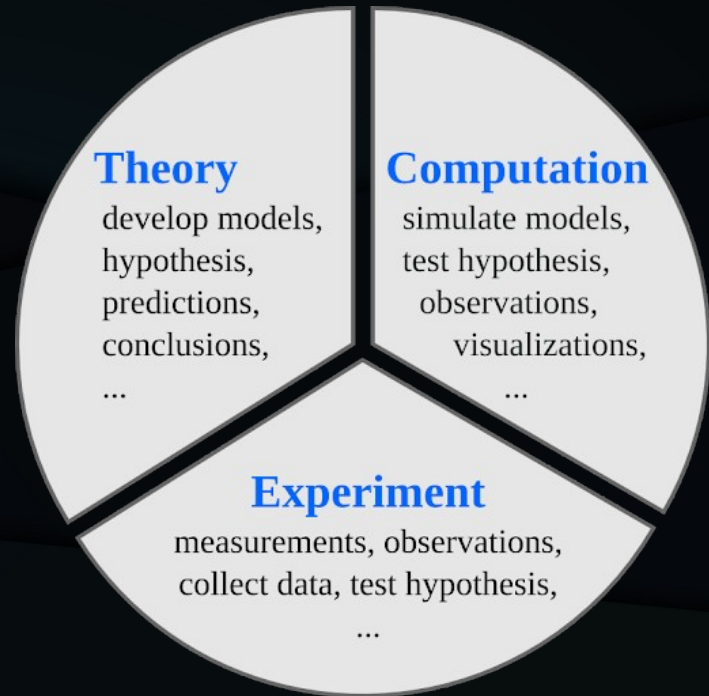 Theory
develop models,
hypothesis,
predictions,
conclusions,
...
Computation
simulate models,
test hypothesis,
observations,
visualizations,
...
Experiment
measurements, observations,
collect data, test hypothesis,
...